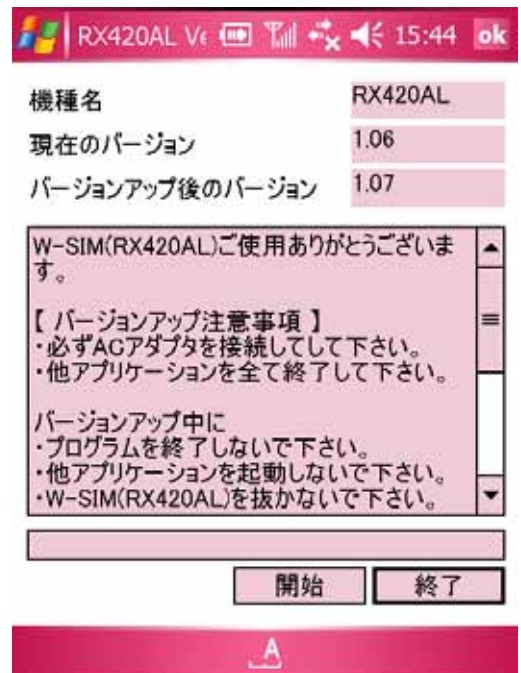 RX420AL Ve 15:44 ok
機種名 RX420AL
現在のバージョン 1.06
バージョンアップ後のバージョン 1.07
W-SIM(RX420AL)ご使用ありがとうございま
す。
【 バージョンアップ注意事項 】
・必ずACアダプタを接続してして下さい。
・他アプリケーションを全て終了して下さい。
バージョンアップ中に
・プログラムを終了しないで下さい。
・他アプリケーションを起動しないで下さい。
・W-SIM(RX420AL)を抜かないで下さい。
開始 終了
A